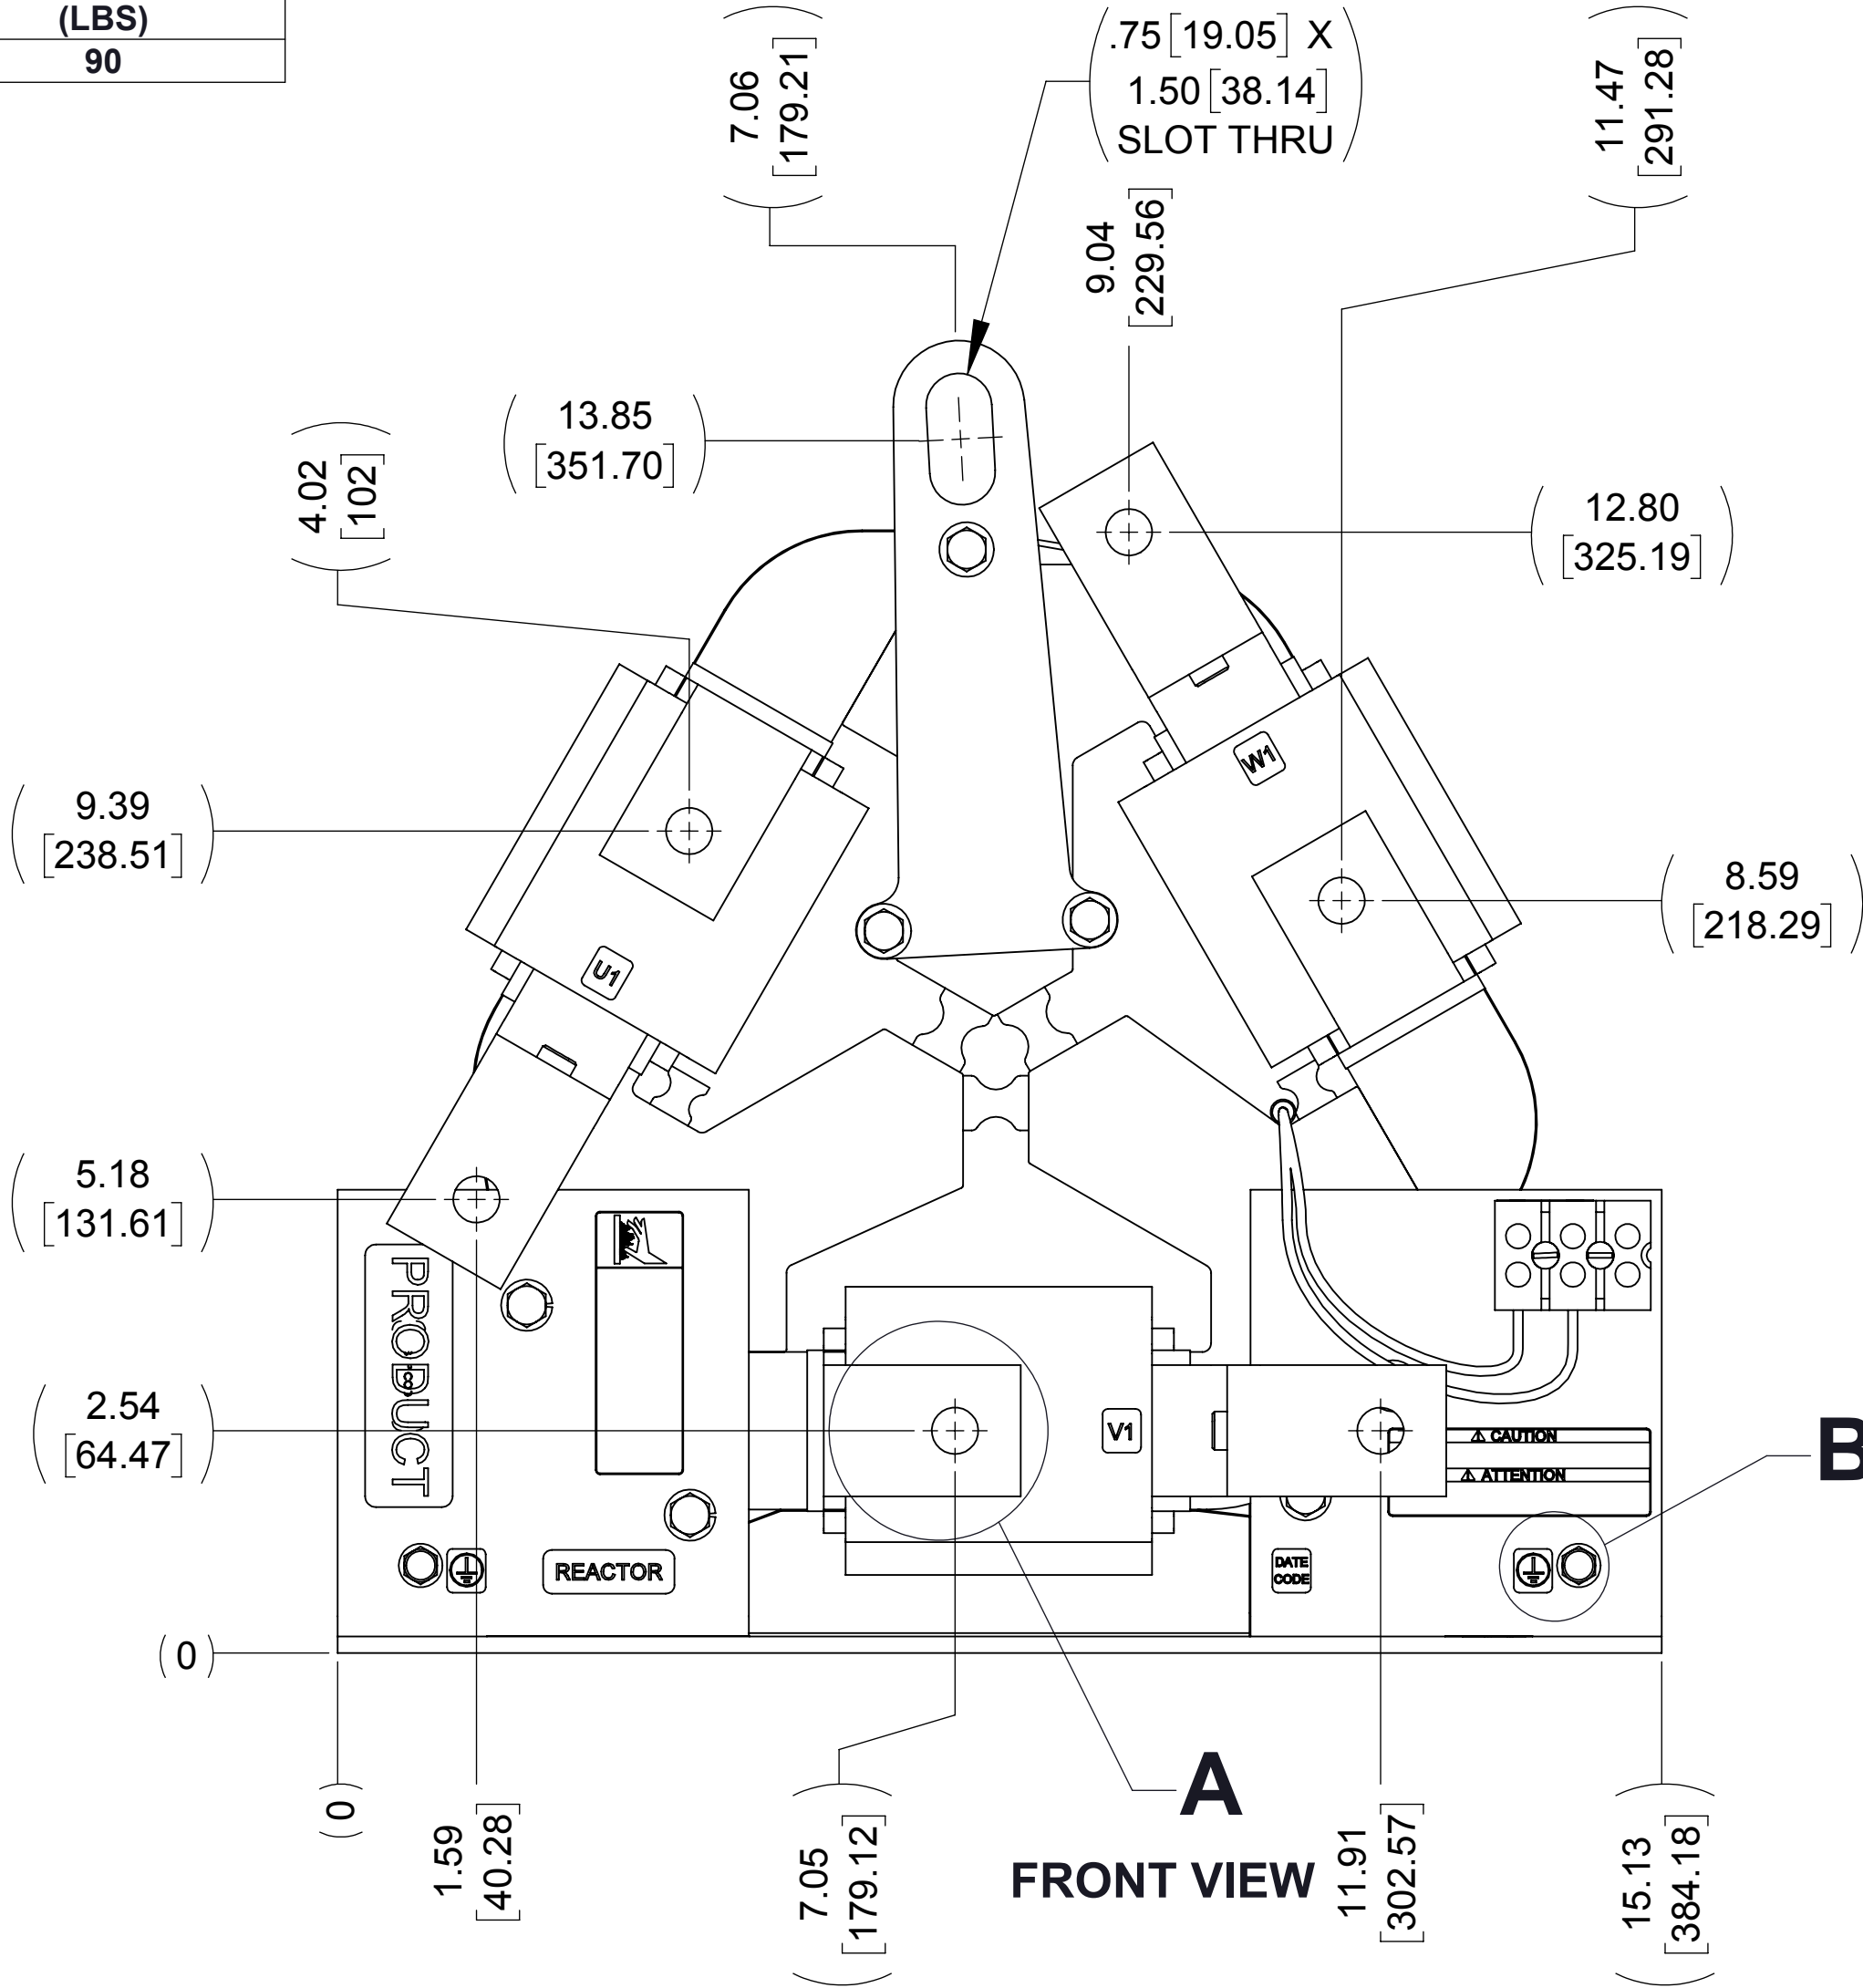 (LBS)
90
7.06
[179.21]
.75[19.05] X
1.50[38.14]
SLOT THRU
11.47
[291.28]
9.04
[229.56]
13.85
[351.70]
4.02
[102]
12.80
[325.19]
9.39
[238.51]
W1
8.59
[218.29]
U1
5.18
[131.61]
PRODUCT
2.54
[64.47]
V1
⚠ CAUTION
⚠ ATTENTION
B
REACTOR
DATE
CODE
(0)
(0)
1.59
[40.28]
7.05
[179.12]
A
FRONT VIEW
11.91
[302.57]
15.13
[384.18]